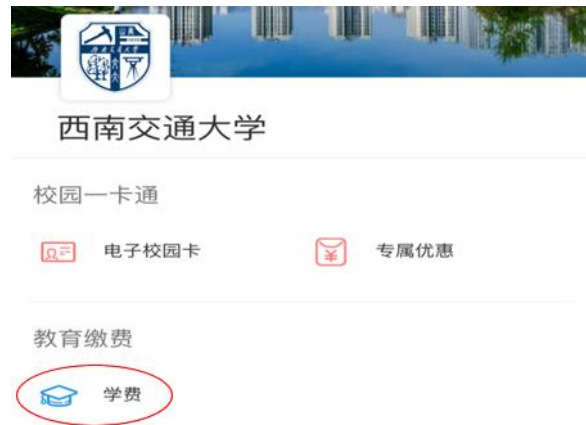 西南交通大学
校园一卡通
电子校园卡
专属优惠
教育缴费
学费